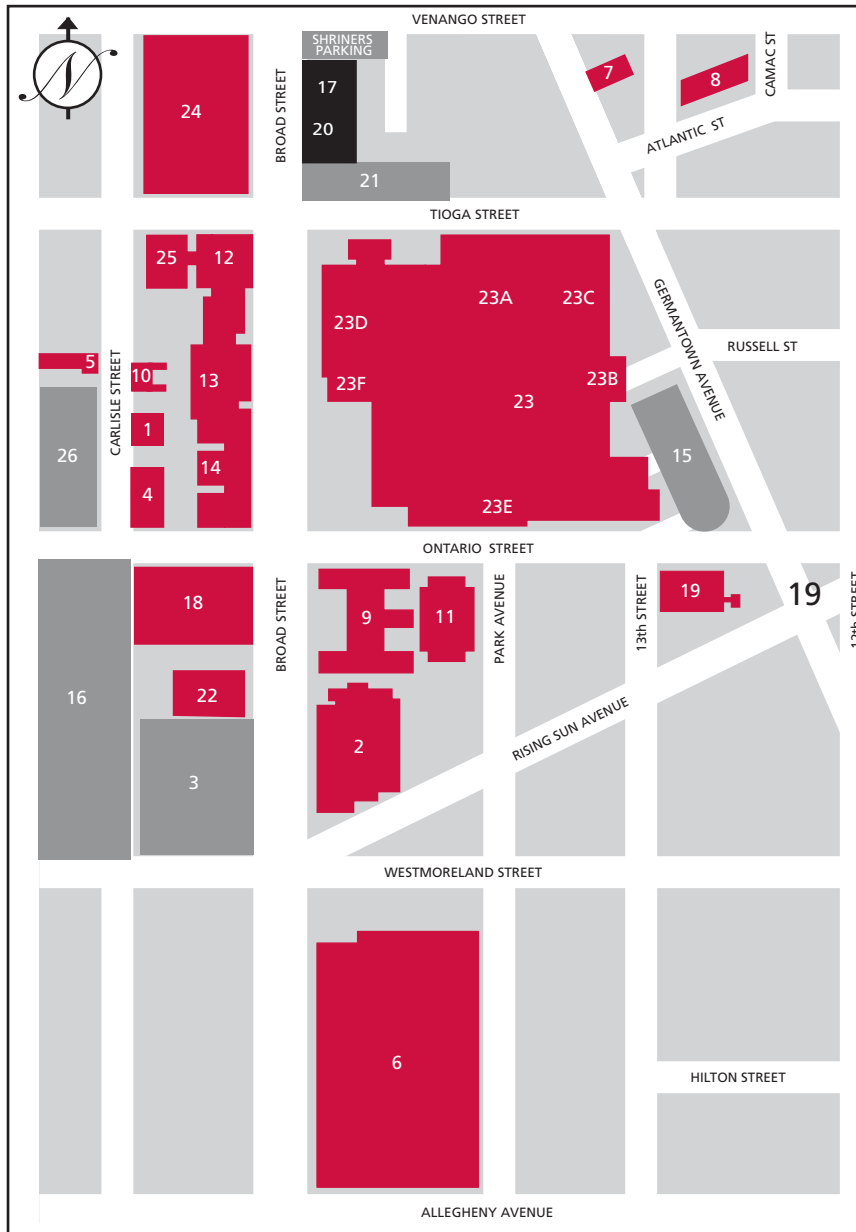 VENANGO STREET
N
SHRINERS
PARKING
CAMAC ST
7
17
8
BROAD STREET
24
20
ATLANTIC ST
21
TIOGA STREET
25
12
23A
23C
GERMANTOWN AVENUE
23D
RUSSELL ST
5
CARLISLE STREET
10
13
23F
23B
23
1
26
15
14
4
23E
ONTARIO STREET
18
BROAD STREET
9
11
PARK AVENUE
13th STREET
19
19
12th STREET
16
22
RISING SUN AVENUE
2
3
WESTMORELAND STREET
6
HILTON STREET
ALLEGHENY AVENUE